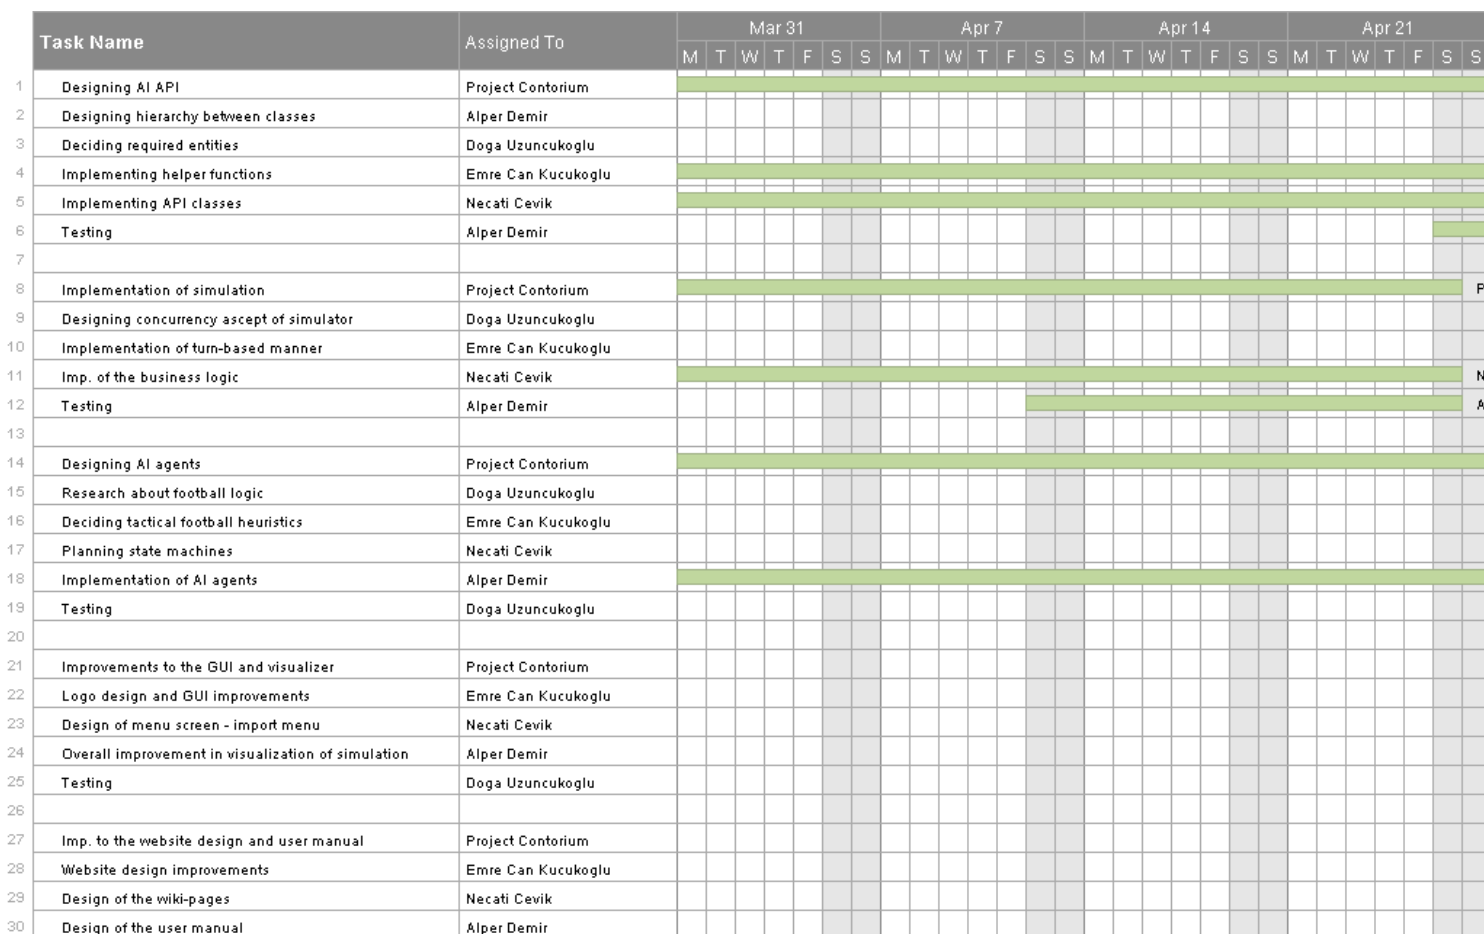 Task Name Assigned To Mar 31 Apr 7 Apr 14 Apr 21
M T W T F S S M T W T F S S M T W T F S S M T W T F S S
1 Designing AI API Project Contorium
2 Designing hierarchy between classes Alper Demir
3 Deciding required entities Doga Uzuncukoglu
4 Implementing helper functions Emre Can Kucukoglu
5 Implementing API classes Necati Cevik
6 Testing Alper Demir
7
8 Implementation of simulation Project Contorium P
9 Designing concurrency ascept of simulator Doga Uzuncukoglu
10 Implementation of turn-based manner Emre Can Kucukoglu
11 Imp. of the business logic Necati Cevik N
12 Testing Alper Demir A
13
14 Designing AI agents Project Contorium
15 Research about football logic Doga Uzuncukoglu
16 Deciding tactical football heuristics Emre Can Kucukoglu
17 Planning state machines Necati Cevik
18 Implementation of AI agents Alper Demir
19 Testing Doga Uzuncukoglu
20
21 Improvements to the GUI and visualizer Project Contorium
22 Logo design and GUI improvements Emre Can Kucukoglu
23 Design of menu screen - import menu Necati Cevik
24 Overall improvement in visualization of simulation Alper Demir
25 Testing Doga Uzuncukoglu
26
27 Imp. to the website design and user manual Project Contorium
28 Website design improvements Emre Can Kucukoglu
29 Design of the wiki-pages Necati Cevik
30 Design of the user manual Alper Demir